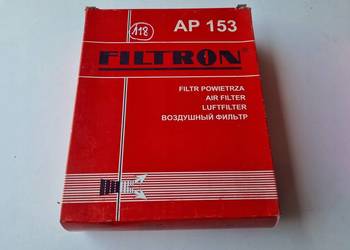 118
AP 153
FILTRON®
FILTR POWIETRZA
AIR FILTER
LUFTFILTER
ВОЗДУШНЫЙ ФИЛЬТР